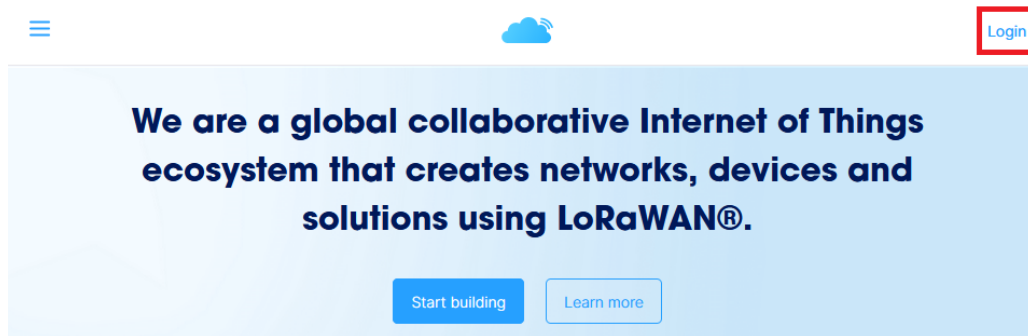 Login
We are a global collaborative Internet of Things
ecosystem that creates networks, devices and
solutions using LoRaWAN®.
Start building
Learn more